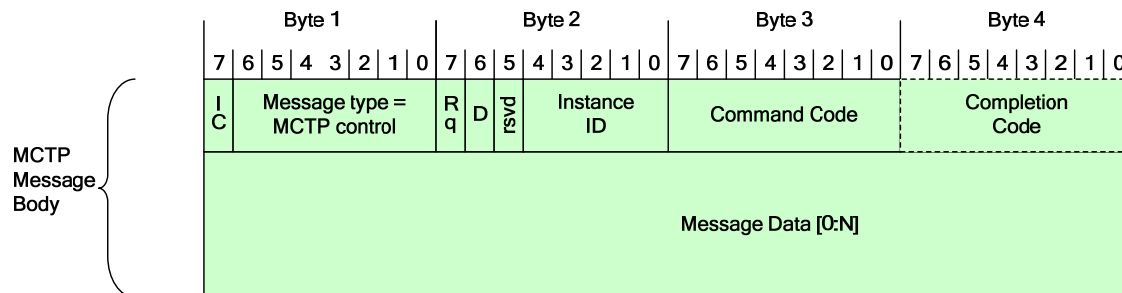 Byte 1 Byte 2 Byte 3 Byte 4
7 6 5 4 3 2 1 0 7 6 5 4 3 2 1 0 7 6 5 4 3 2 1 0 7 6 5 4 3 2 1 0
IC
Message type =
MCTP control
Rq
D
rsvd
Instance
ID
Command Code
Completion
Code
MCTP
Message
Body
Message Data [0:N]